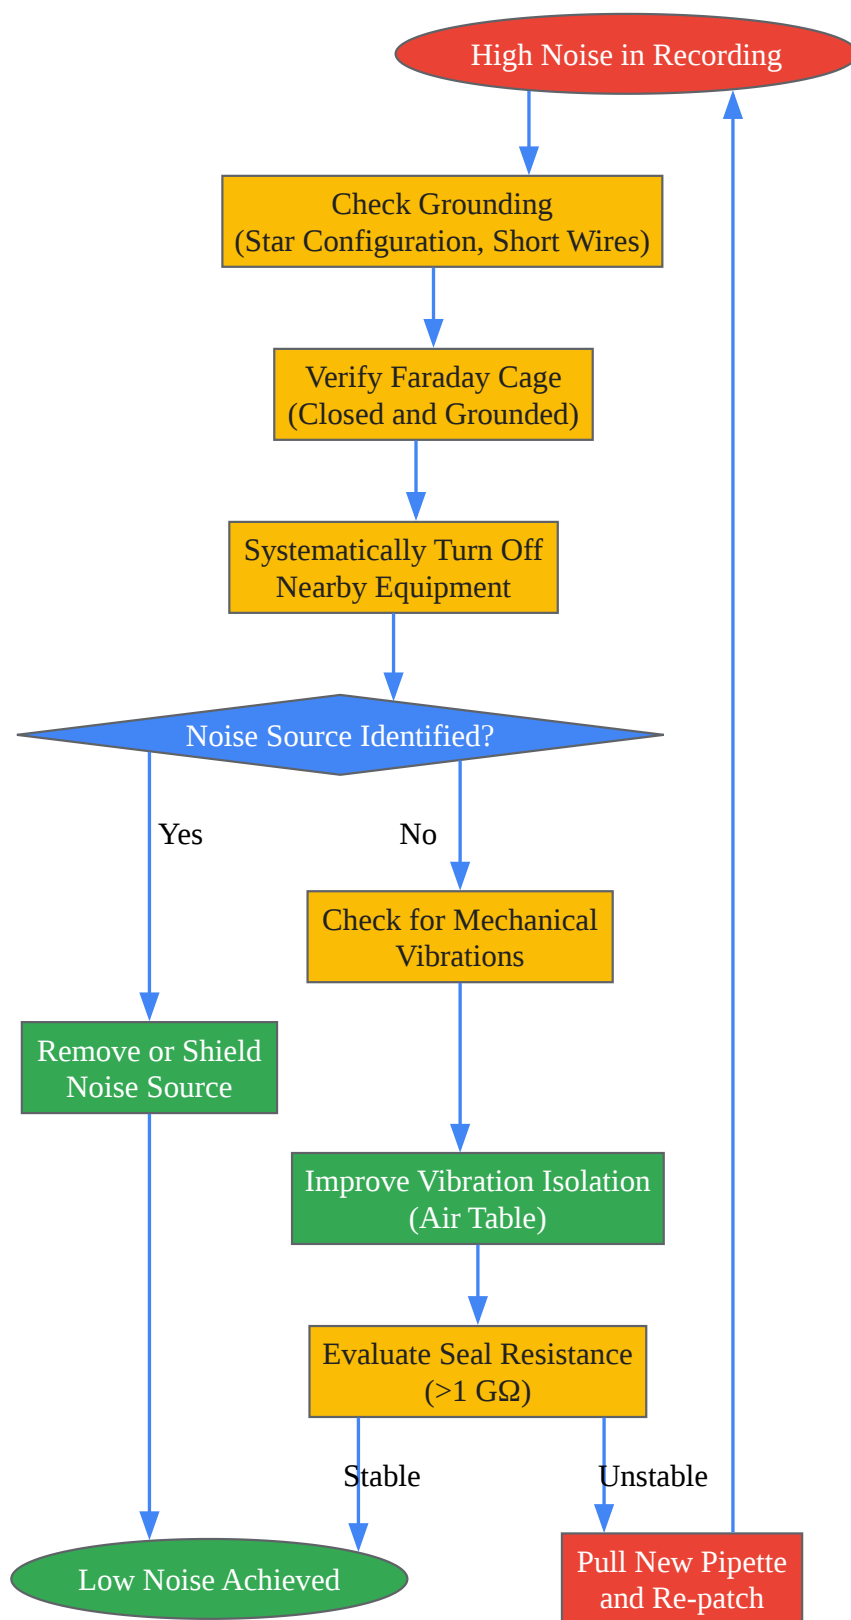 High Noise in Recording
Check Grounding
(Star Configuration, Short Wires)
Verify Faraday Cage
(Closed and Grounded)
Systematically Turn Off
Nearby Equipment
Noise Source Identified?
Yes
No
Check for Mechanical
Vibrations
Remove or Shield
Noise Source
Improve Vibration Isolation
(Air Table)
Evaluate Seal Resistance
(>1 GΩ)
Stable
Unstable
Low Noise Achieved
Pull New Pipette
and Re-patch